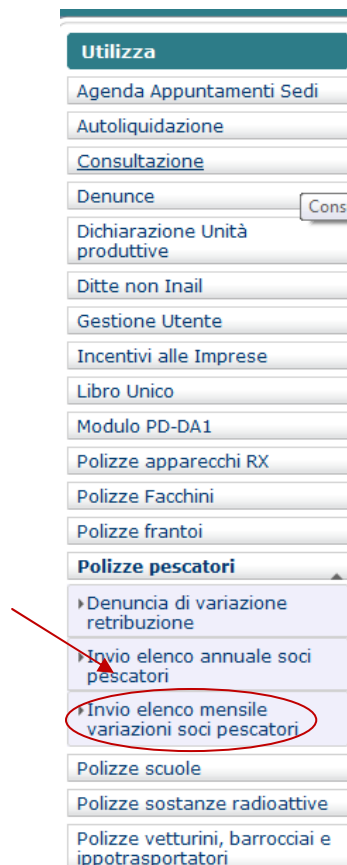 Utilizza
Agenda Appuntamenti Sedi
Autoliquidazione
Consultazione
Denunce
Cons
Dichiarazione Unità
produttive
Ditte non Inail
Gestione Utente
Incentivi alle Imprese
Libro Unico
Modulo PD-DA1
Polizze apparecchi RX
Polizze Facchini
Polizze frantoi
Polizze pescatori
Denuncia di variazione
retribuzione
Invio elenco annuale soci
pescatori
Invio elenco mensile
variazioni soci pescatori
Polizze scuole
Polizze sostanze radioattive
Polizze vetturini, barrocciai e
ippotrasportatori